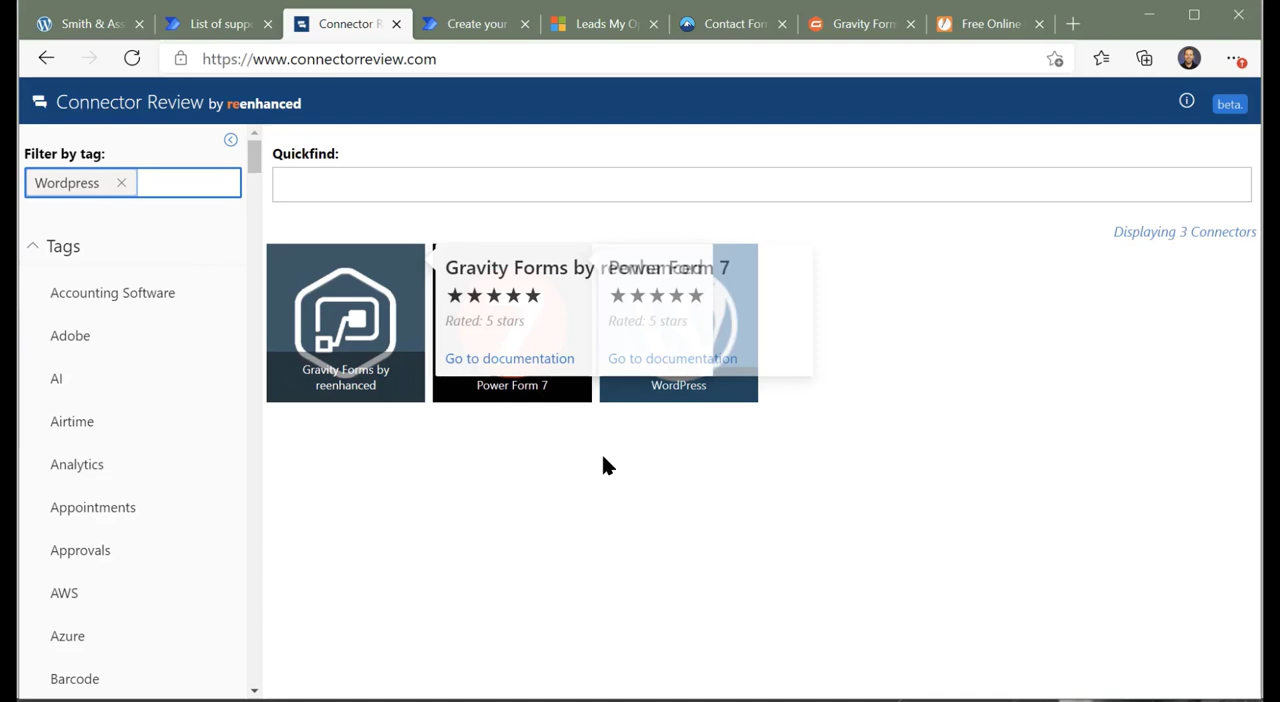 Smith & Ass
List of suppo
Connector R
Create your
Leads My O
Contact For
Gravity Form
Free Online
https://www.connectorreview.com
Connector Review by reenhanced
beta.
Filter by tag:
Wordpress
Quickfind:
Displaying 3 Connectors
Tags
Accounting Software
Adobe
AI
Airtime
Analytics
Appointments
Approvals
AWS
Azure
Barcode
Gravity Forms by reenhanced
Power Form 7
Rated: 5 stars
Rated: 5 stars
Go to documentation
Go to documentation
Gravity Forms by
reenhanced
Power Form 7
WordPress